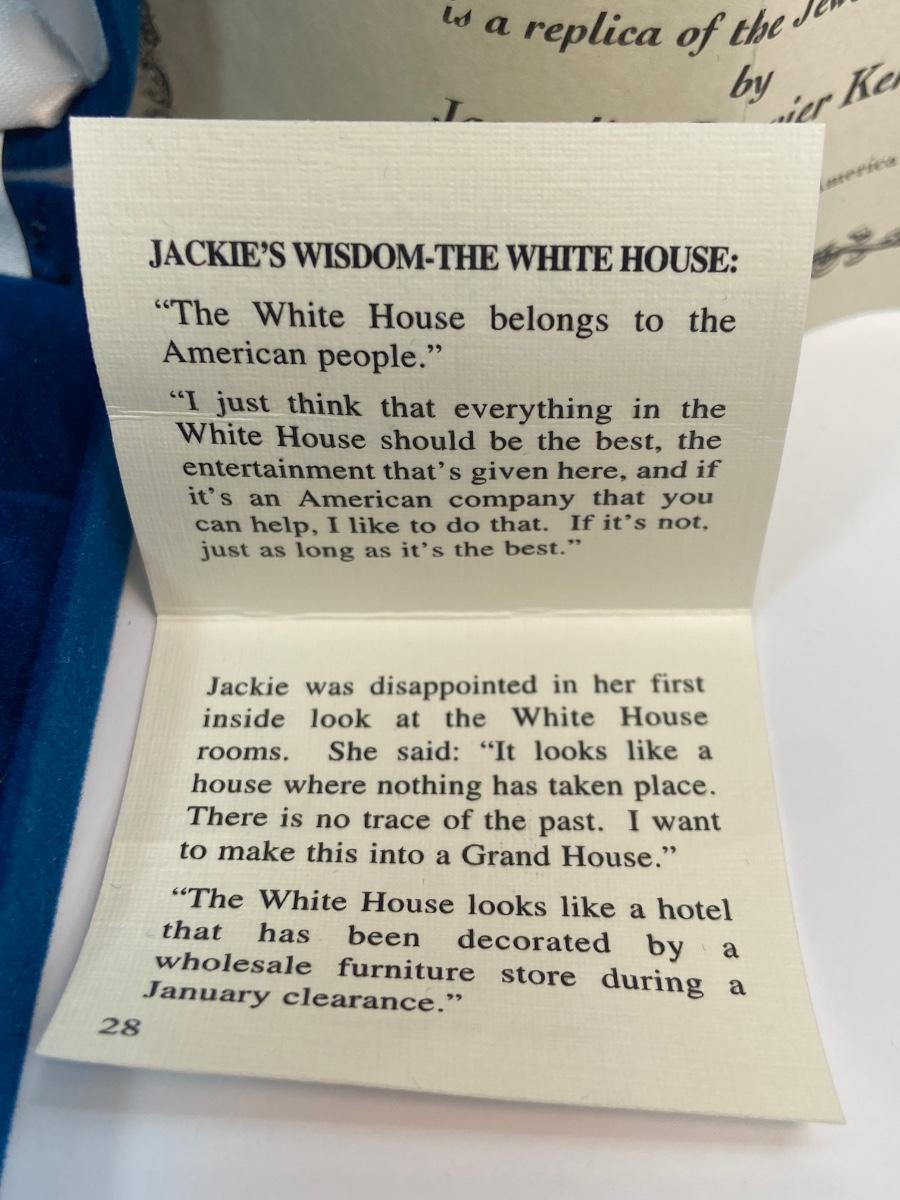 is a replica of the
by
JACKIE'S WISDOM-THE WHITE HOUSE:
“The White House belongs to the
American people.”
“I just think that everything in the
White House should be the best, the
entertainment that's given here, and if
it's an American company that you
can help, I like to do that. If it's not,
just as long as it's the best.”
Jackie was disappointed in her first
inside look at the White House
rooms. She said: “It looks like a
house where nothing has taken place.
There is no trace of the past. I want
to make this into a Grand House.”
“The White House looks like a hotel
that has been decorated by a
wholesale furniture store during a
January clearance.”
28